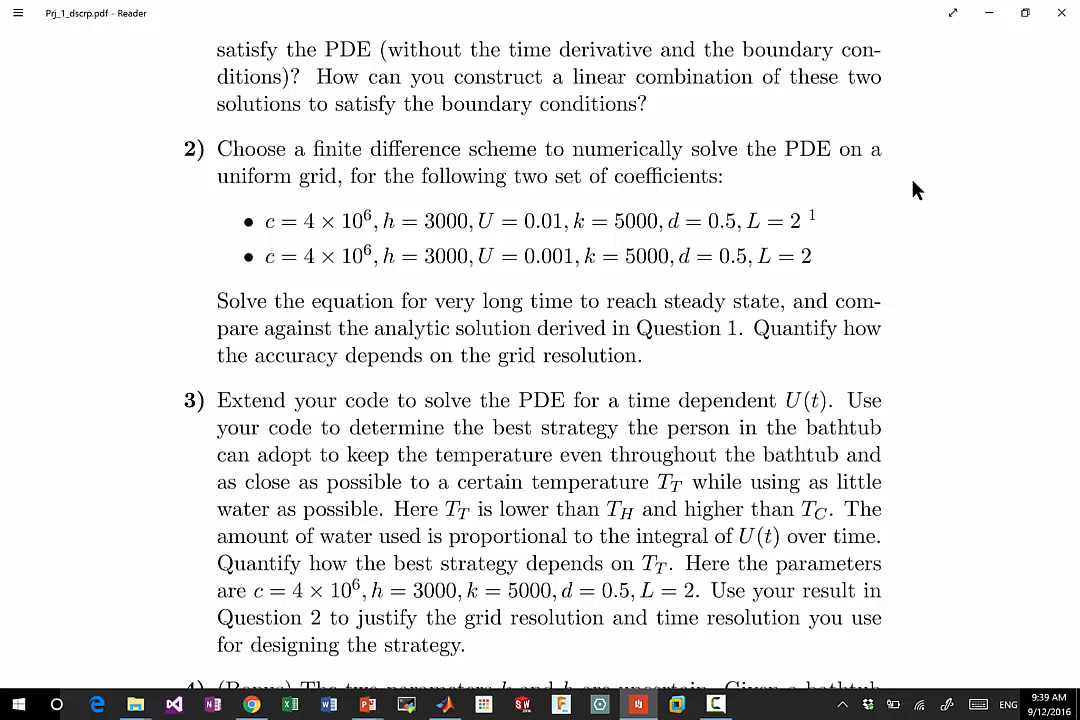 Prj_1_dscrp.pdf - Reader
satisfy the PDE (without the time derivative and the boundary con-
ditions)? How can you construct a linear combination of these two
solutions to satisfy the boundary conditions?
2) Choose a finite difference scheme to numerically solve the PDE on a
uniform grid, for the following two set of coefficients:
• c = 4 × 10⁶, h = 3000, U = 0.01, k = 5000, d = 0.5, L = 2 ¹
• c = 4 × 10⁶, h = 3000, U = 0.001, k = 5000, d = 0.5, L = 2
Solve the equation for very long time to reach steady state, and com-
pare against the analytic solution derived in Question 1. Quantify how
the accuracy depends on the grid resolution.
3) Extend your code to solve the PDE for a time dependent U(t). Use
your code to determine the best strategy the person in the bathtub
can adopt to keep the temperature even throughout the bathtub and
as close as possible to a certain temperature T_T while using as little
water as possible. Here T_T is lower than T_H and higher than T_C. The
amount of water used is proportional to the integral of U(t) over time.
Quantify how the best strategy depends on T_T. Here the parameters
are c = 4 × 10⁶, h = 3000, k = 5000, d = 0.5, L = 2. Use your result in
Question 2 to justify the grid resolution and time resolution you use
for designing the strategy.
ENG
9:39 AM
9/12/2016